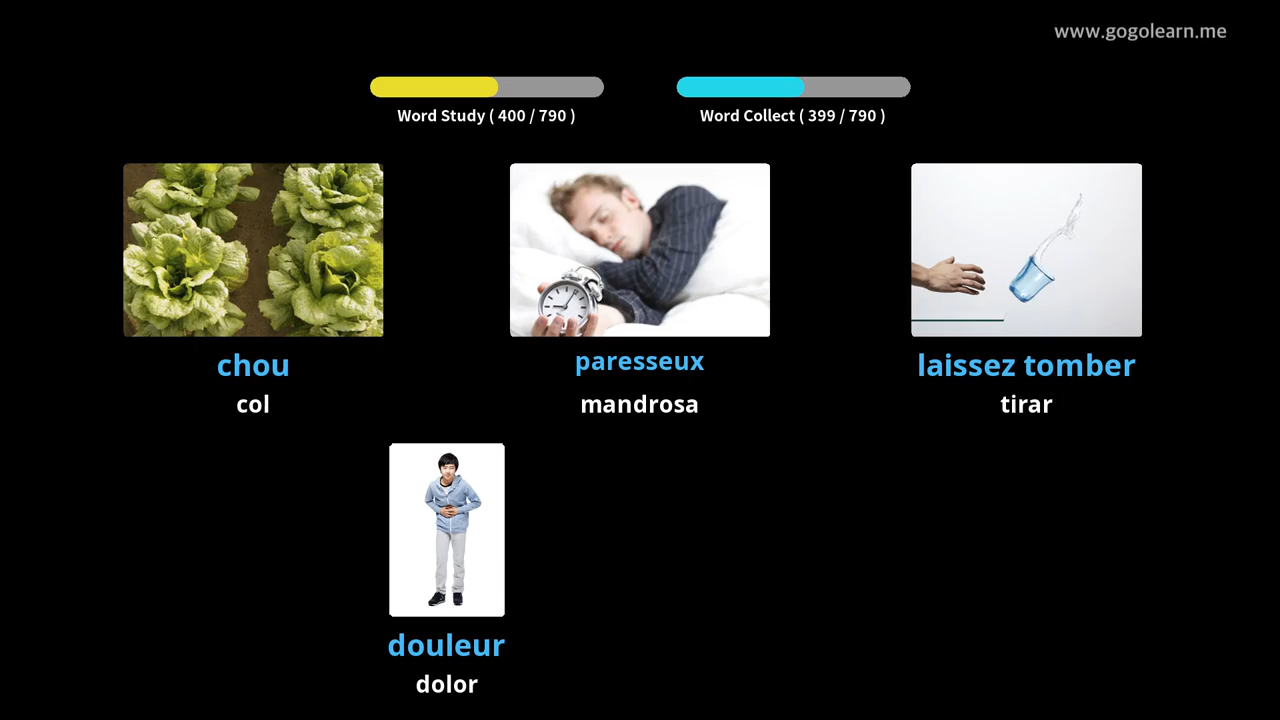 www.gogolearn.me
Word Study ( 400 / 790 )
Word Collect ( 399 / 790 )
chou
col
paresseux
mandrosa
laissez tomber
tirar
douleur
dolor